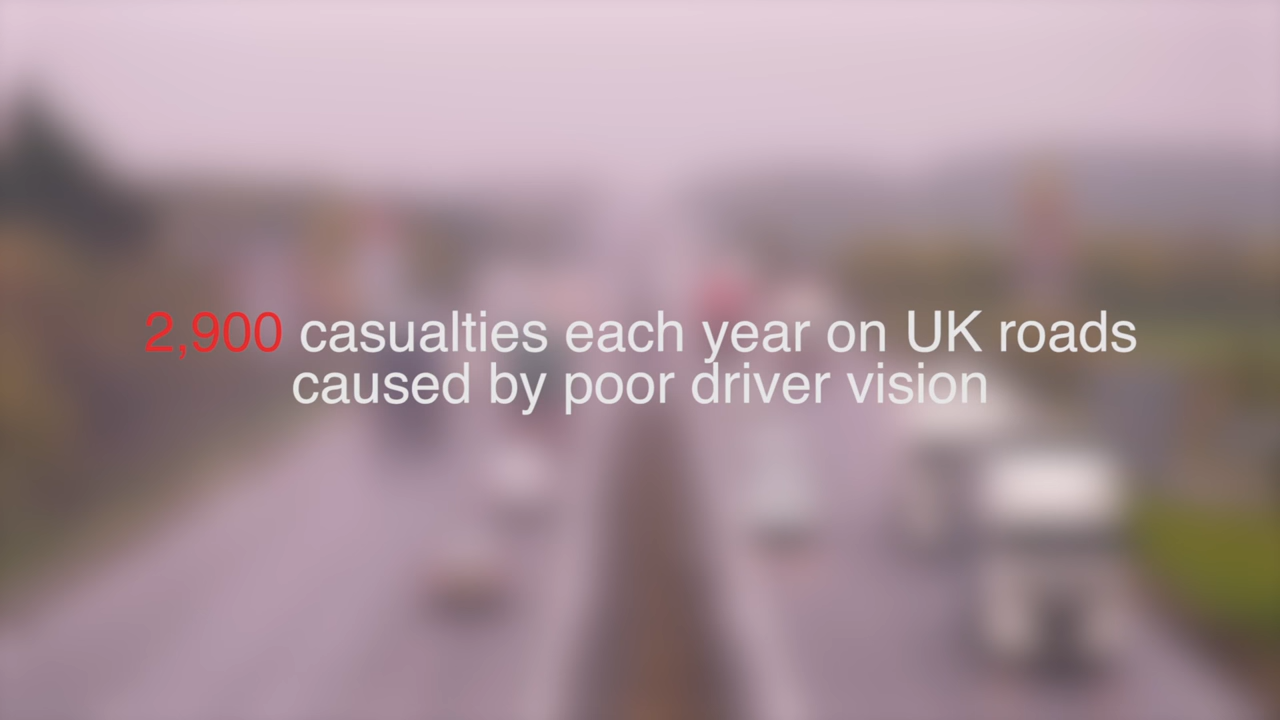 2,900 casualties each year on UK roads
caused by poor driver vision